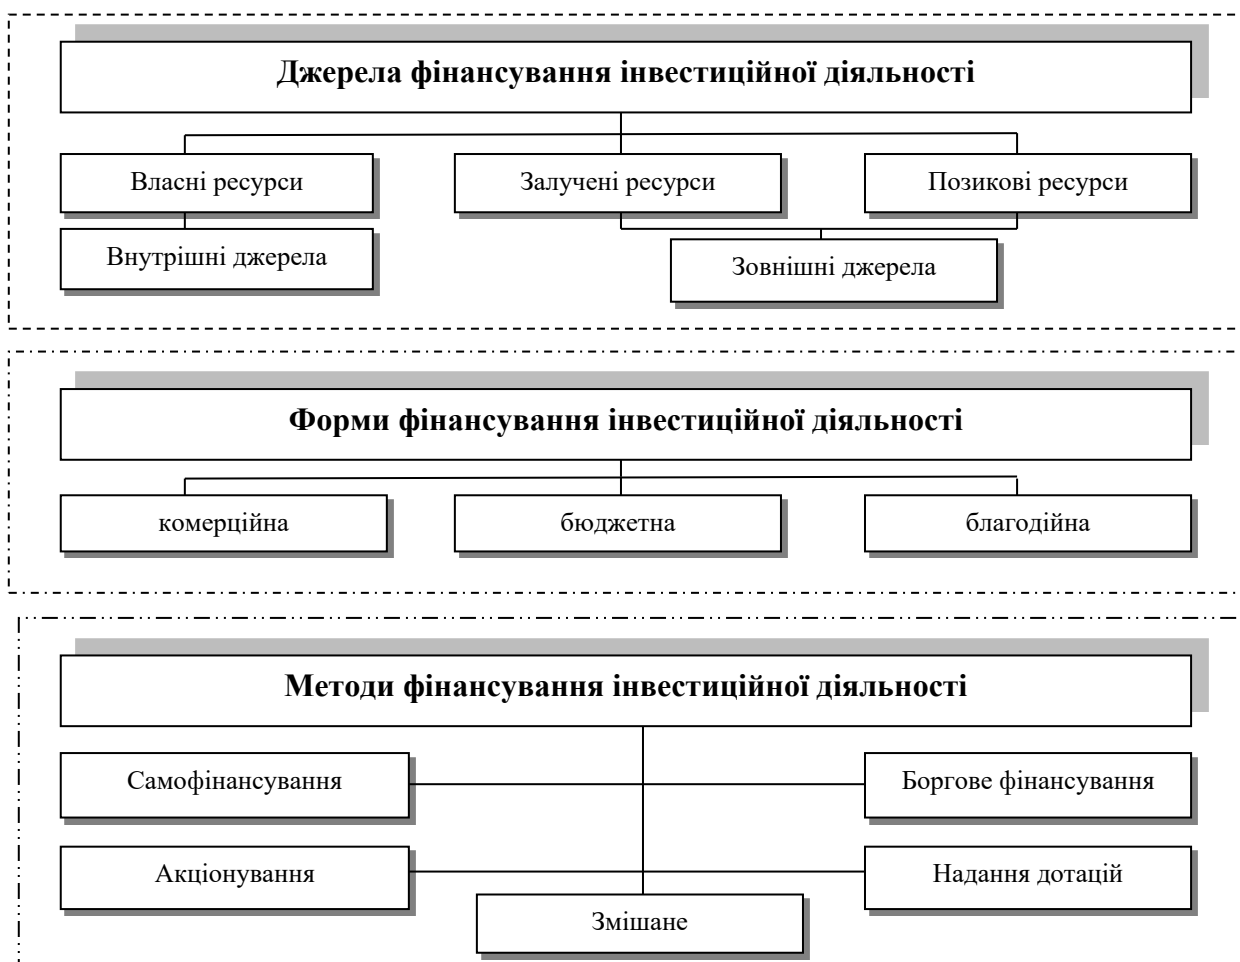 Джерела фінансування інвестиційної діяльності
Власні ресурси
Залучені ресурси
Позикові ресурси
Внутрішні джерела
Зовнішні джерела
Форми фінансування інвестиційної діяльності
комерційна
бюджетна
благодійна
Методи фінансування інвестиційної діяльності
Самофінансування
Боргове фінансування
Акціонування
Надання дотацій
Змішане